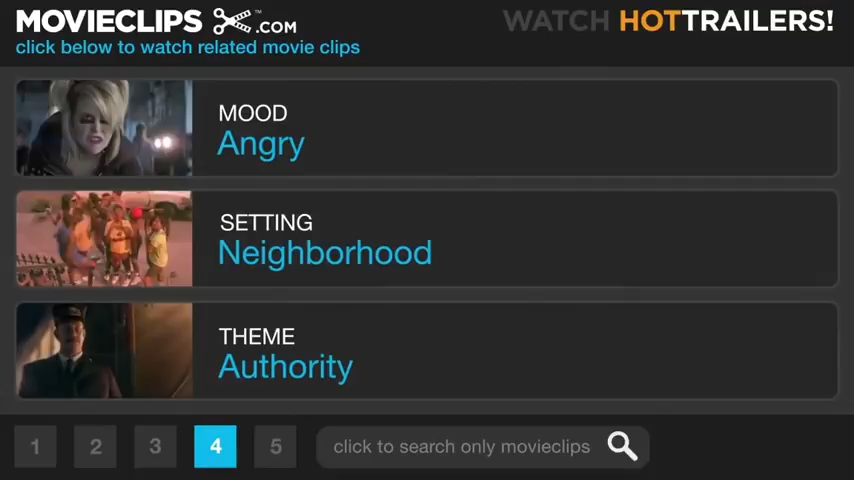 MOVIECLIPS .COM™
WATCH HOTTRAILERS!
click below to watch related movie clips
MOOD
Angry
SETTING
Neighborhood
THEME
Authority
1 2 3 4 5
click to search only movieclips